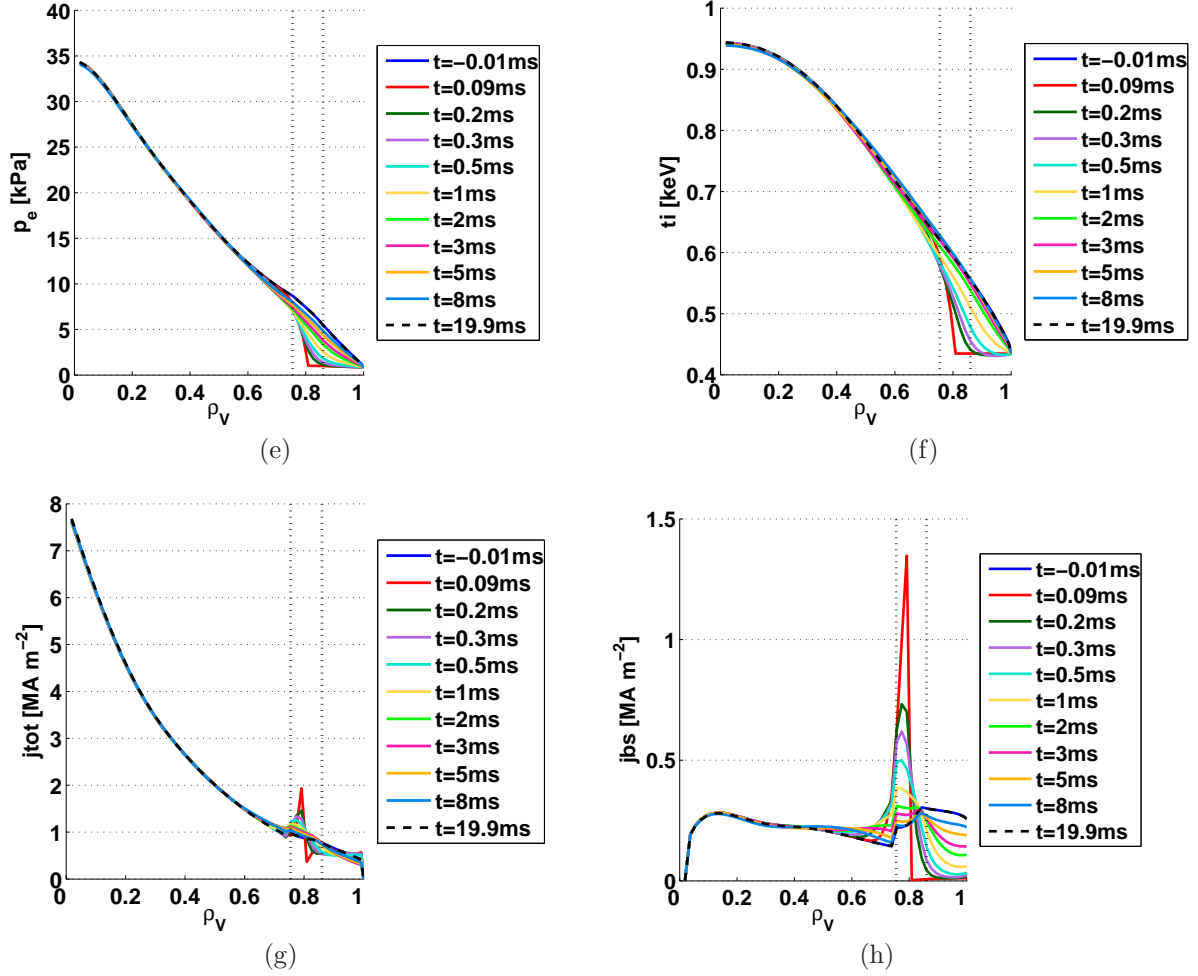 40
35
30
25
20
15
10
5
0
p_e [kPa]
0 0.2 0.4 0.6 0.8 1
ρ_V
t=−0.01ms
t=0.09ms
t=0.2ms
t=0.3ms
t=0.5ms
t=1ms
t=2ms
t=3ms
t=5ms
t=8ms
t=19.9ms
(e)
1
0.9
0.8
0.7
0.6
0.5
0.4
ti [keV]
0 0.2 0.4 0.6 0.8 1
ρ_V
t=−0.01ms
t=0.09ms
t=0.2ms
t=0.3ms
t=0.5ms
t=1ms
t=2ms
t=3ms
t=5ms
t=8ms
t=19.9ms
(f)
8
7
6
5
4
3
2
1
0
jtot [MA m⁻²]
0 0.2 0.4 0.6 0.8 1
ρ_V
t=−0.01ms
t=0.09ms
t=0.2ms
t=0.3ms
t=0.5ms
t=1ms
t=2ms
t=3ms
t=5ms
t=8ms
t=19.9ms
(g)
1.5
1
0.5
0
jbs [MA m⁻²]
0 0.2 0.4 0.6 0.8 1
ρ_V
t=−0.01ms
t=0.09ms
t=0.2ms
t=0.3ms
t=0.5ms
t=1ms
t=2ms
t=3ms
t=5ms
t=8ms
t=19.9ms
(h)